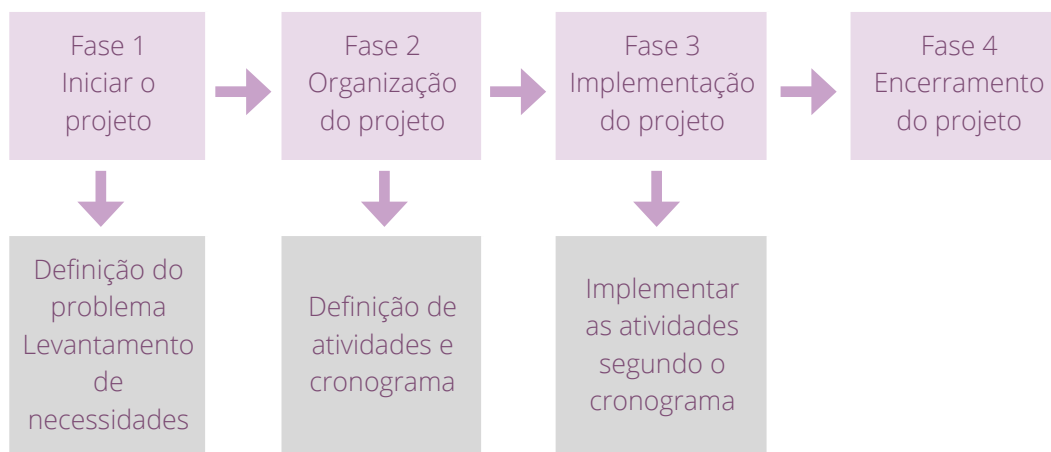 Fase 1
Iniciar o
projeto
Fase 2
Organização
do projeto
Fase 3
Implementação
do projeto
Fase 4
Encerramento
do projeto
Definição do
problema
Levantamento
de
necessidades
Definição de
atividades e
cronograma
Implementar
as atividades
segundo o
cronograma